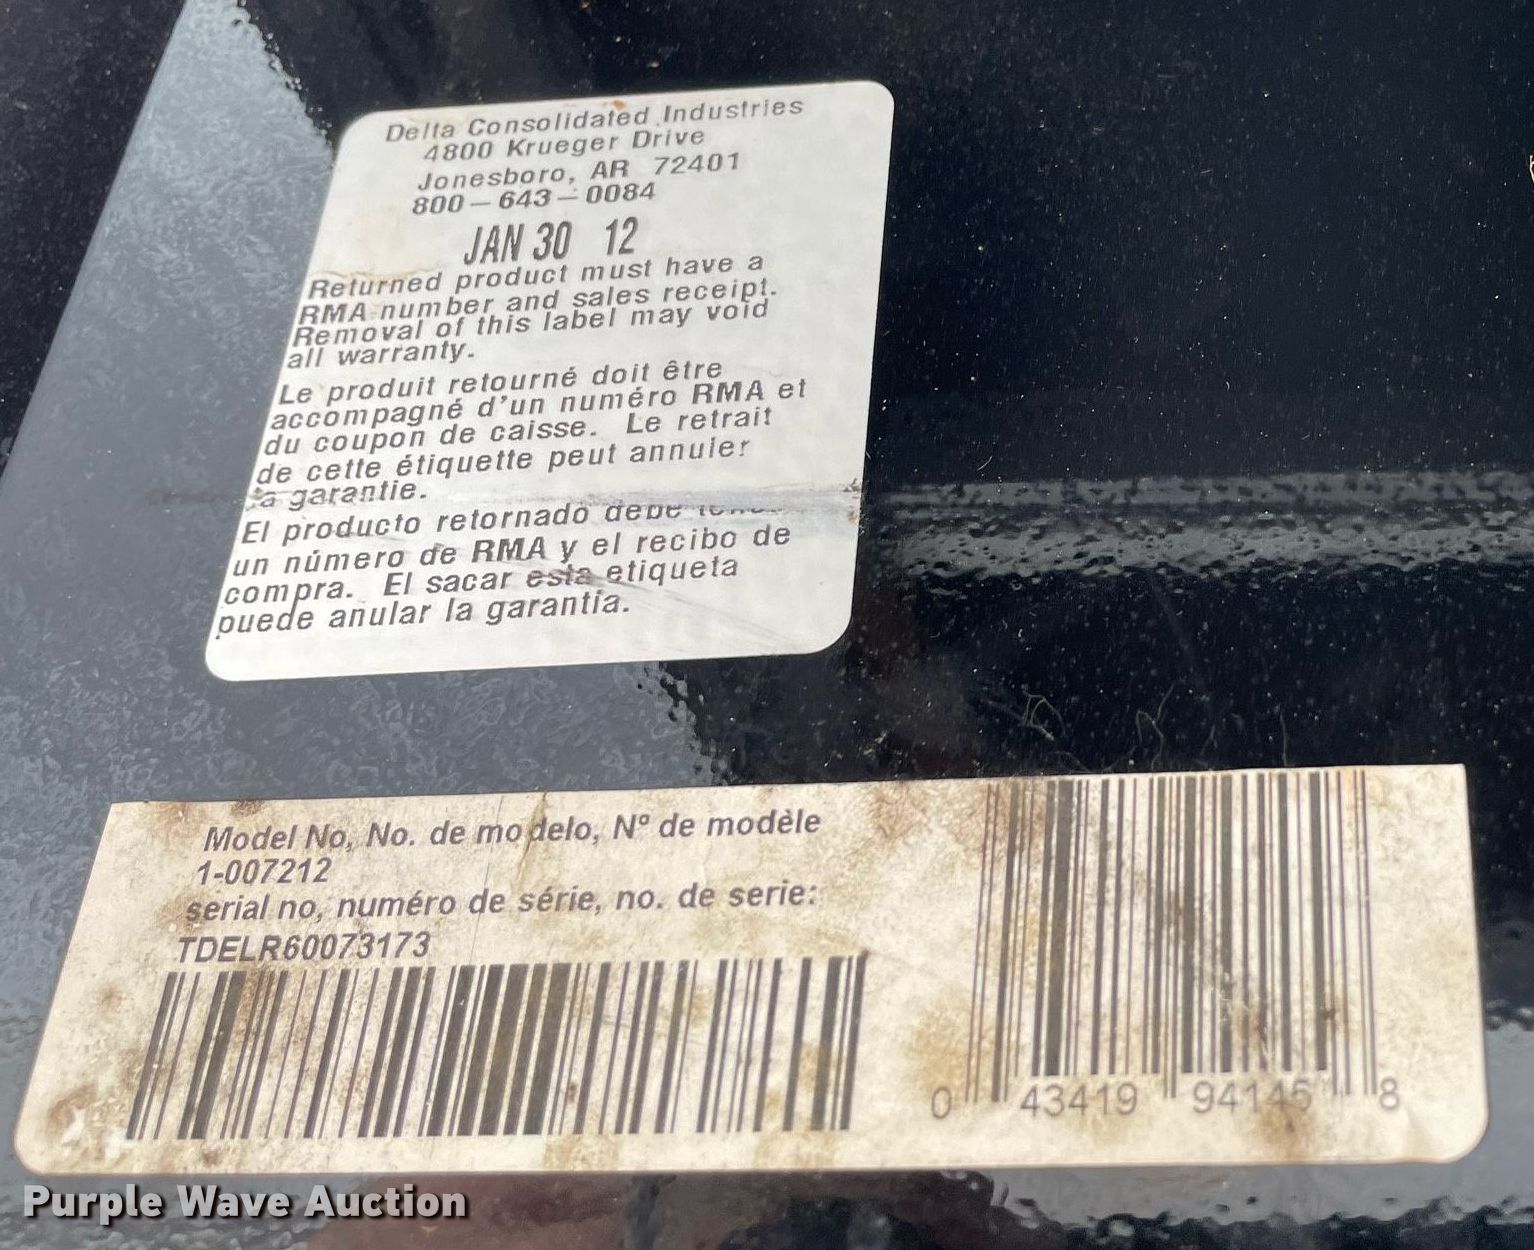 Delta Consolidated Industries
4800 Krueger Drive
Jonesboro, AR 72401
800-643-0084
JAN 30 12
Returned product must have a
RMA number and sales receipt.
Removal of this label may void
all warranty.
Le produit retourné doit être
accompagné d'un numéro RMA et
du coupon de caisse. Le retrait
de cette étiquette peut annuler
la garantie.
El producto retornado debe
un número de RMA y el recibo de
compra. El sacar esta etiqueta
puede anular la garantía.
Model No, No. de modelo, Nº de modèle
1-007212
serial no, numéro de série, no. de serie:
TDELR60073173
0 43419 94145 8
Purple Wave Auction